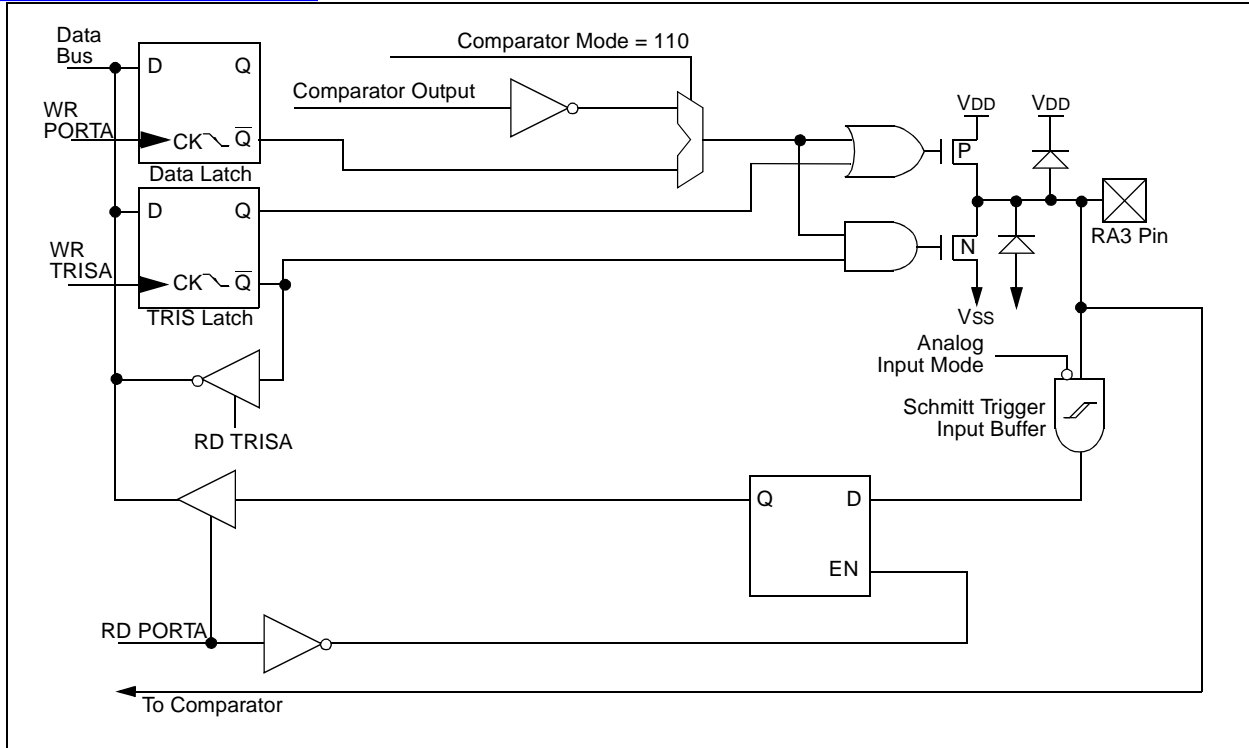 Data
Bus
Comparator Mode = 110
D
Q
Comparator Output
VDD
VDD
WR
PORTA
CK
Q
P
Data Latch
D
Q
RA3 Pin
WR
TRISA
N
CK
Q
TRIS Latch
VSS
Analog
Input Mode
Schmitt Trigger
Input Buffer
RD TRISA
Q
D
EN
RD PORTA
To Comparator